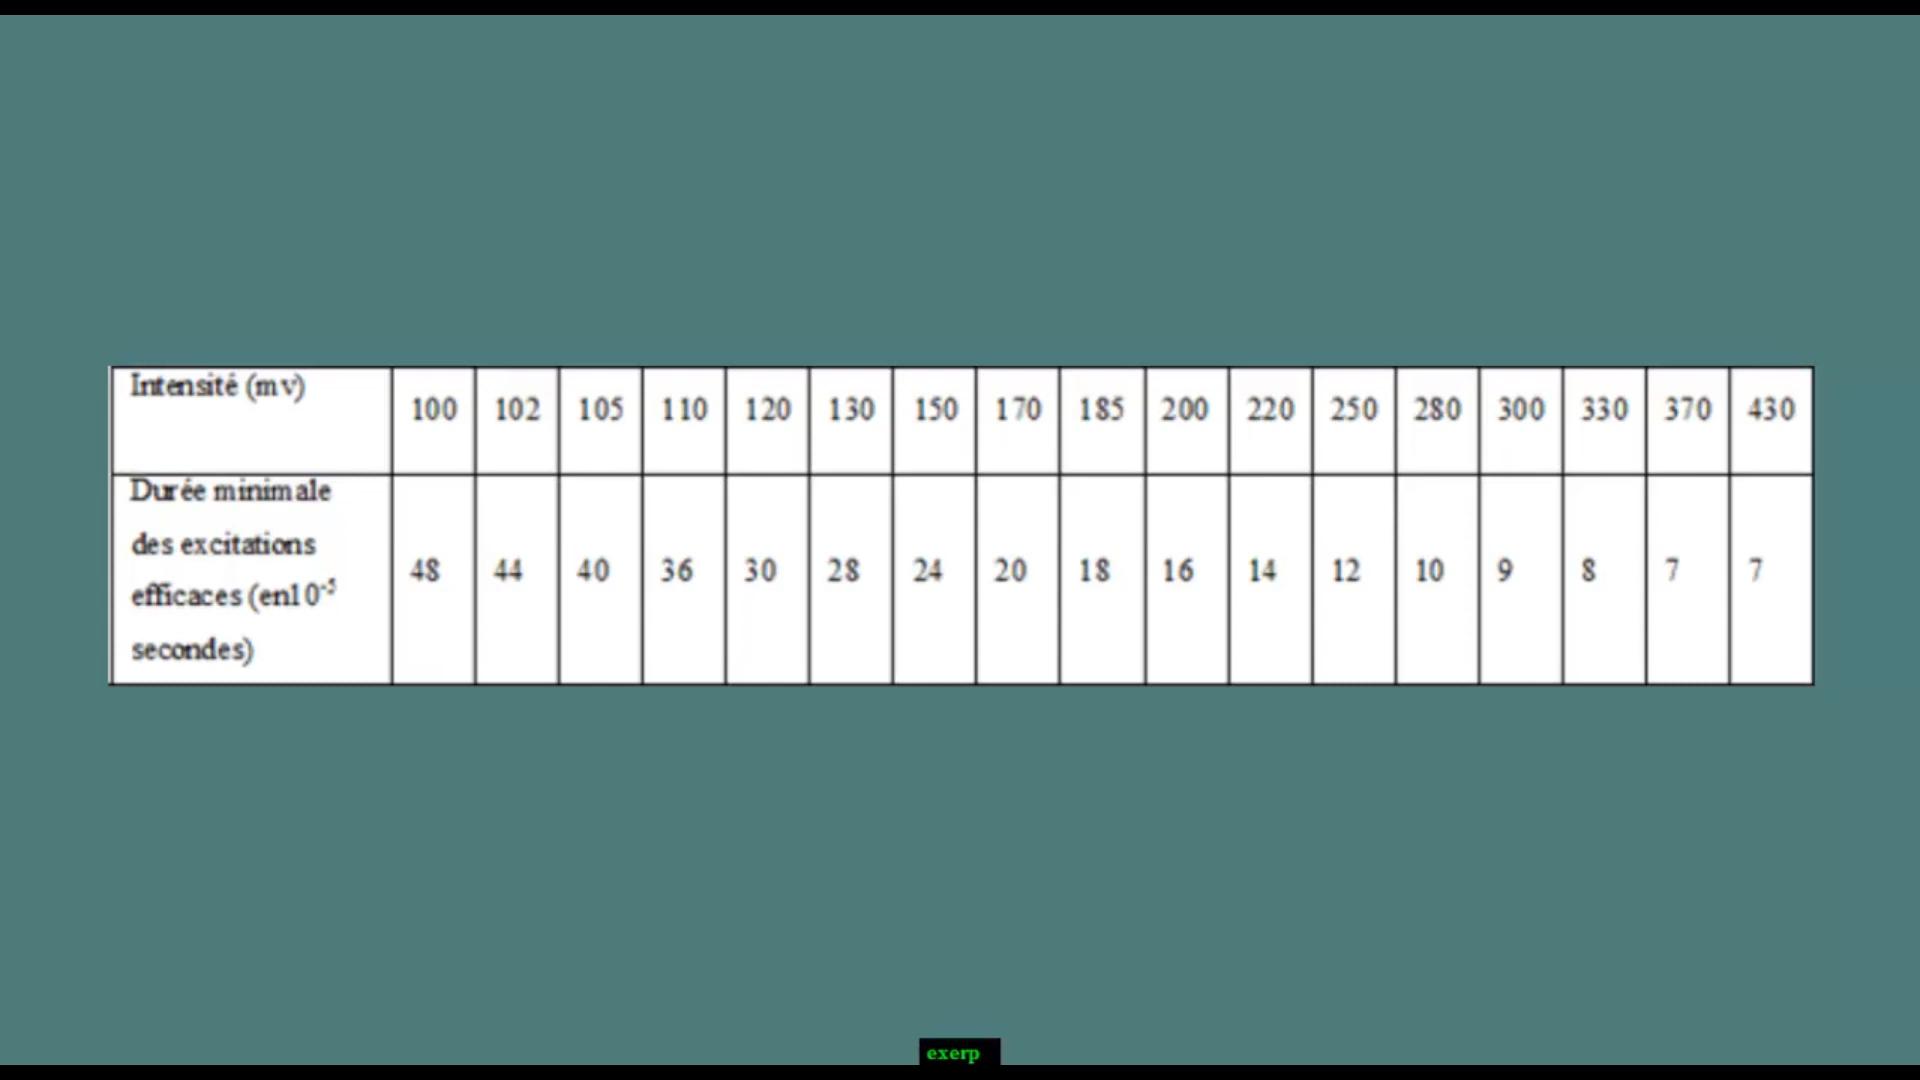 Intensité (mv) 100 102 105 110 120 130 150 170 185 200 220 250 280 300 330 370 430
Durée minimale
des excitations
efficaces (en10⁻⁵
secondes) 48 44 40 36 30 28 24 20 18 16 14 12 10 9 8 7 7
exerp